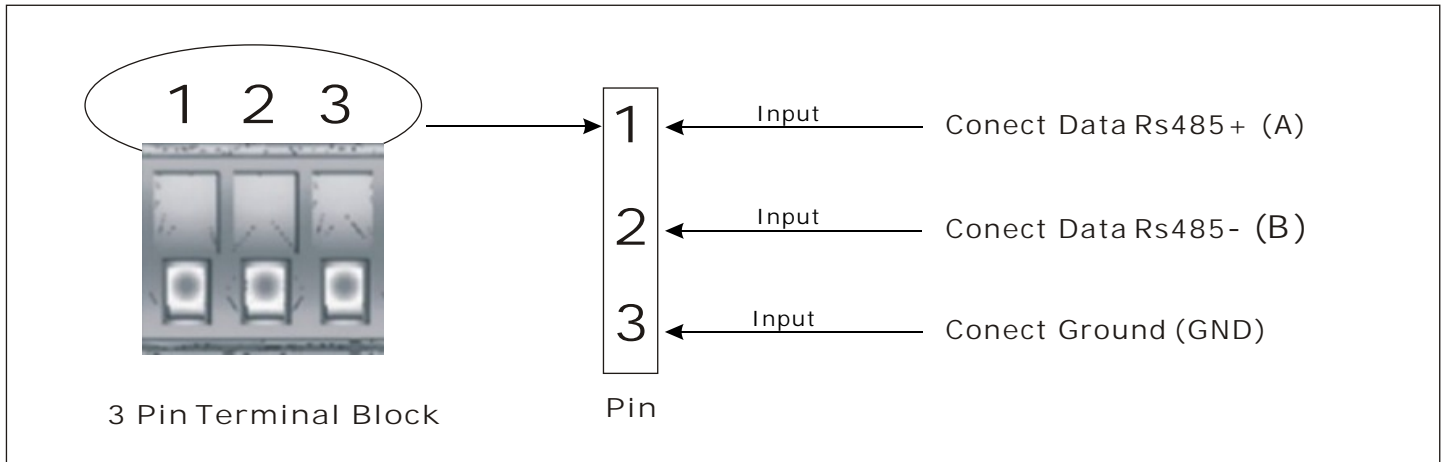 1 2 3
1 Input Conect Data Rs485+ (A)
2 Input Conect Data Rs485- (B)
3 Input Conect Ground (GND)
3 Pin Terminal Block
Pin